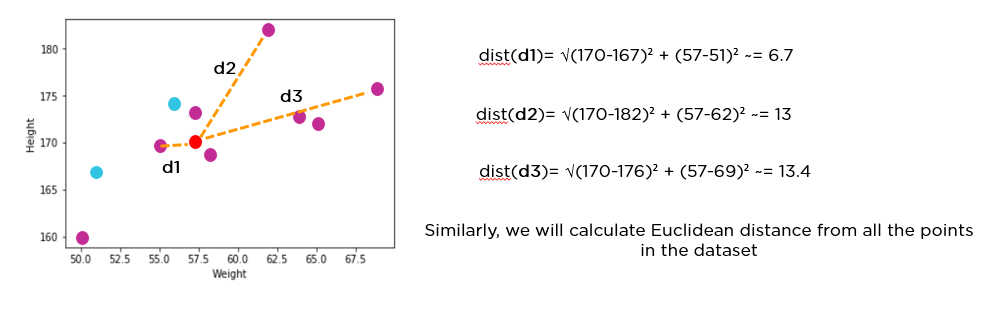 180
175
170
165
160
Height
50.0 52.5 55.0 57.5 60.0 62.5 65.0 67.5
Weight
d2
d3
d1
dist(d1)= √(170-167)² + (57-51)² ~= 6.7
dist(d2)= √(170-182)² + (57-62)² ~= 13
dist(d3)= √(170-176)² + (57-69)² ~= 13.4
Similarly, we will calculate Euclidean distance from all the points
in the dataset